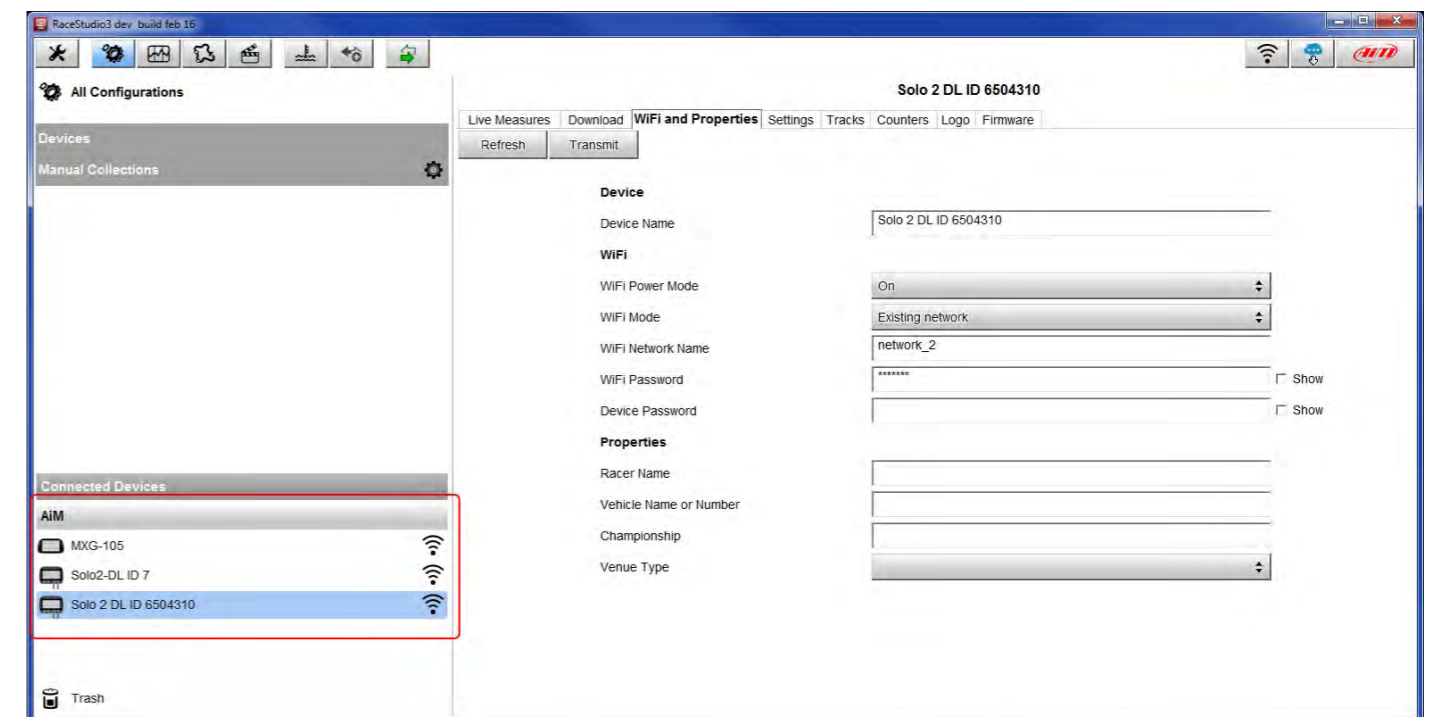 RaceStudio3 dev build feb 16
AiM
All Configurations
Solo 2 DL ID 6504310
Live Measures Download WiFi and Properties Settings Tracks Counters Logo Firmware
Devices
Refresh Transmit
Manual Collections
Device
Device Name Solo 2 DL ID 6504310
WiFi
WiFi Power Mode On
WiFi Mode Existing network
WiFi Network Name network_2
WiFi Password ******* Show
Device Password Show
Properties
Racer Name
Connected Devices
Vehicle Name or Number
AiM
Championship
MXG-105
Venue Type
Solo2-DL ID 7
Solo 2 DL ID 6504310
Trash